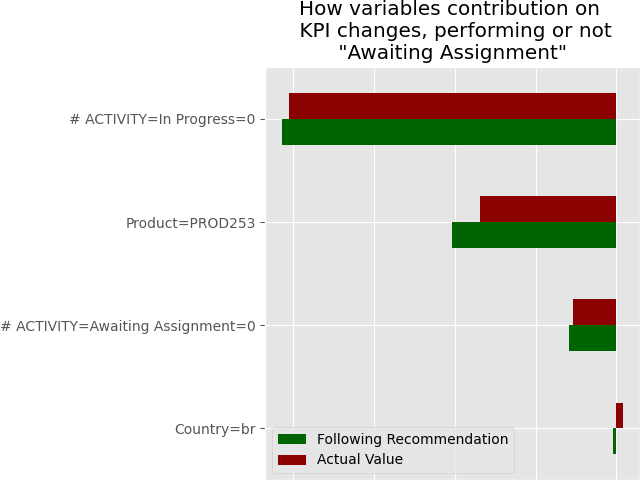 How variables contribution on
KPI changes, performing or not
"Awaiting Assignment"
# ACTIVITY=In Progress=0
Product=PROD253
# ACTIVITY=Awaiting Assignment=0
Country=br
Following Recommendation
Actual Value